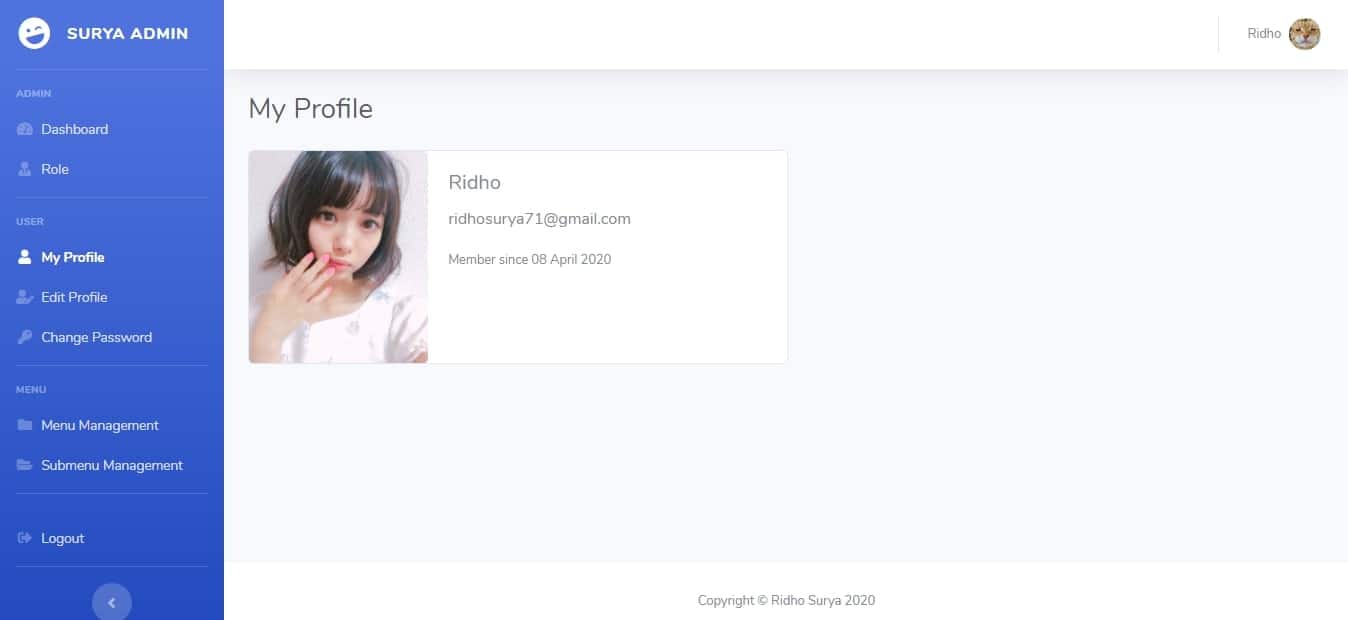 SURYA ADMIN
Ridho
ADMIN
Dashboard
Role
USER
My Profile
Edit Profile
Change Password
MENU
Menu Management
Submenu Management
Logout
My Profile
Ridho
ridhosurya71@gmail.com
Member since 08 April 2020
Copyright © Ridho Surya 2020